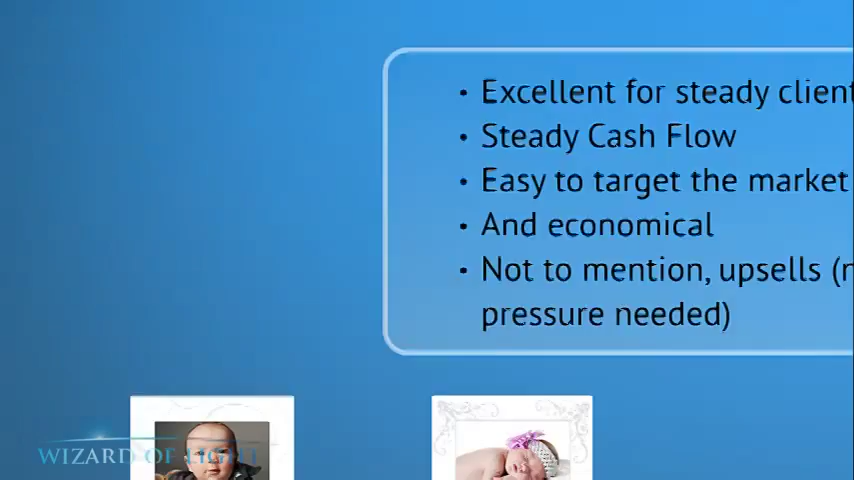 • Excellent for steady client
• Steady Cash Flow
• Easy to target the market
• And economical
• Not to mention, upsells (
pressure needed)
WIZARD OF LIGHT